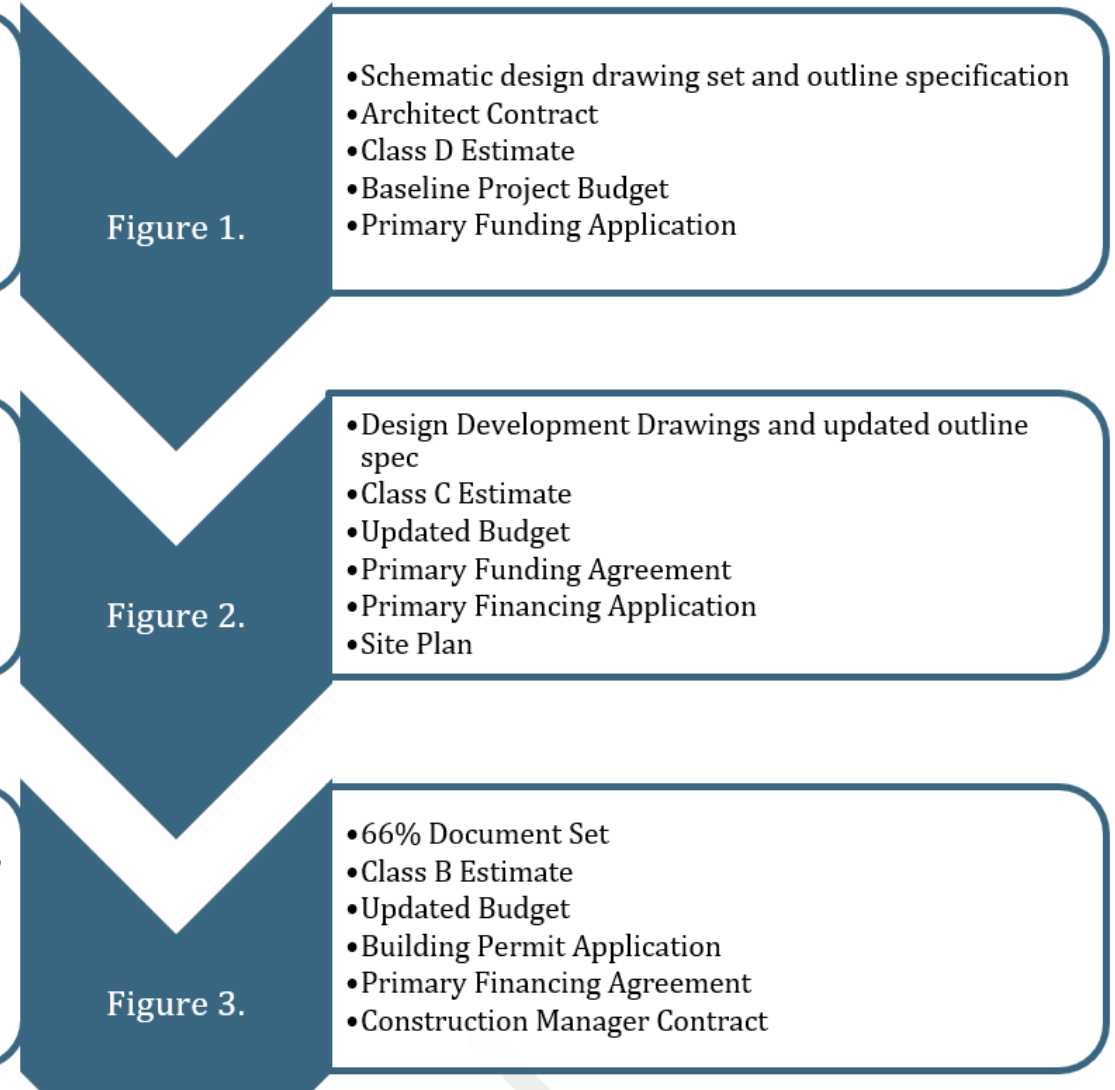 •Schematic design drawing set and outline specification
•Architect Contract
•Class D Estimate
•Baseline Project Budget
•Primary Funding Application
Figure 1.
•Design Development Drawings and updated outline
spec
•Class C Estimate
•Updated Budget
•Primary Funding Agreement
•Primary Financing Application
•Site Plan
Figure 2.
•66% Document Set
•Class B Estimate
•Updated Budget
•Building Permit Application
•Primary Financing Agreement
•Construction Manager Contract
Figure 3.